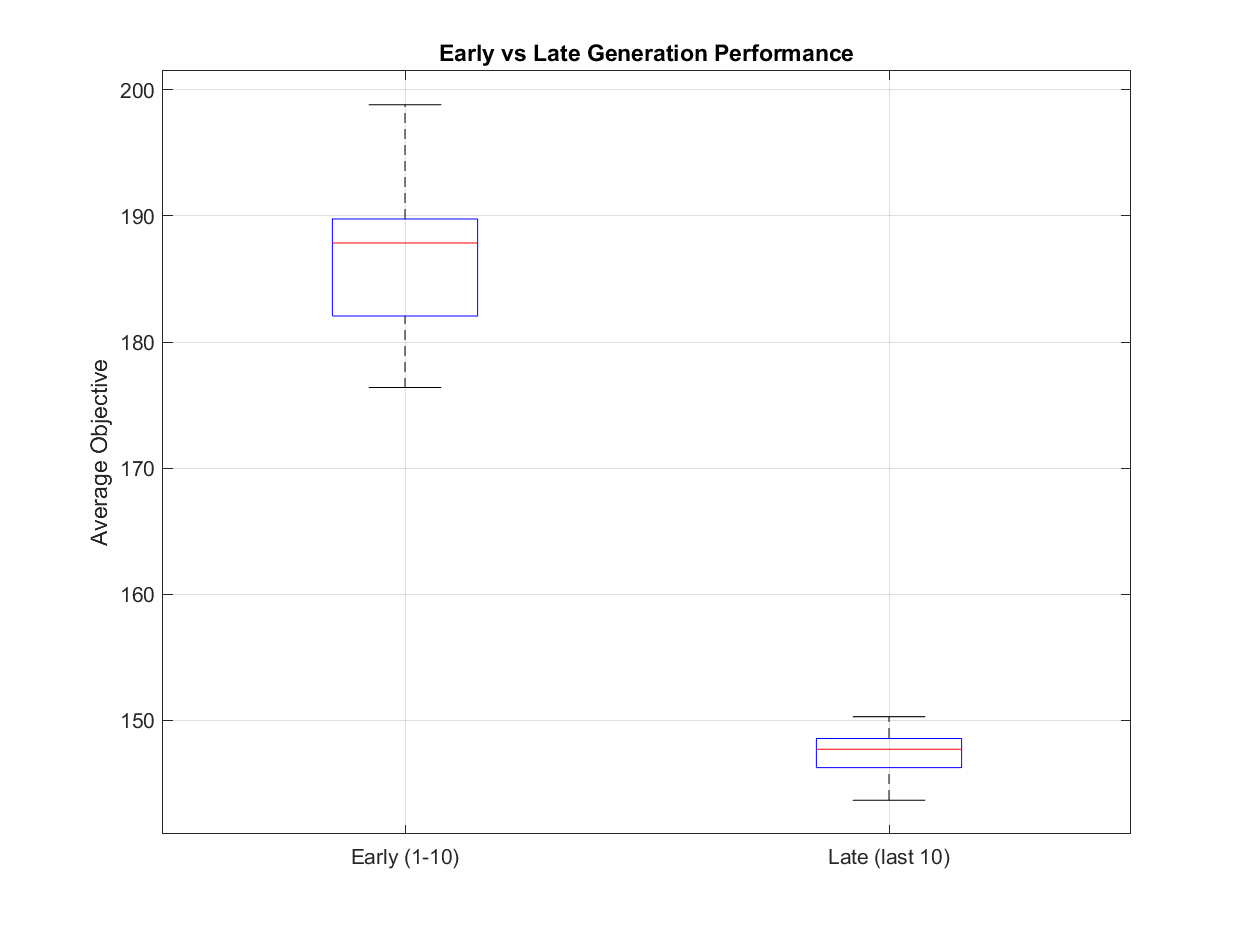 Early vs Late Generation Performance
200
190
180
170
160
150
Average Objective
Early (1-10)
Late (last 10)